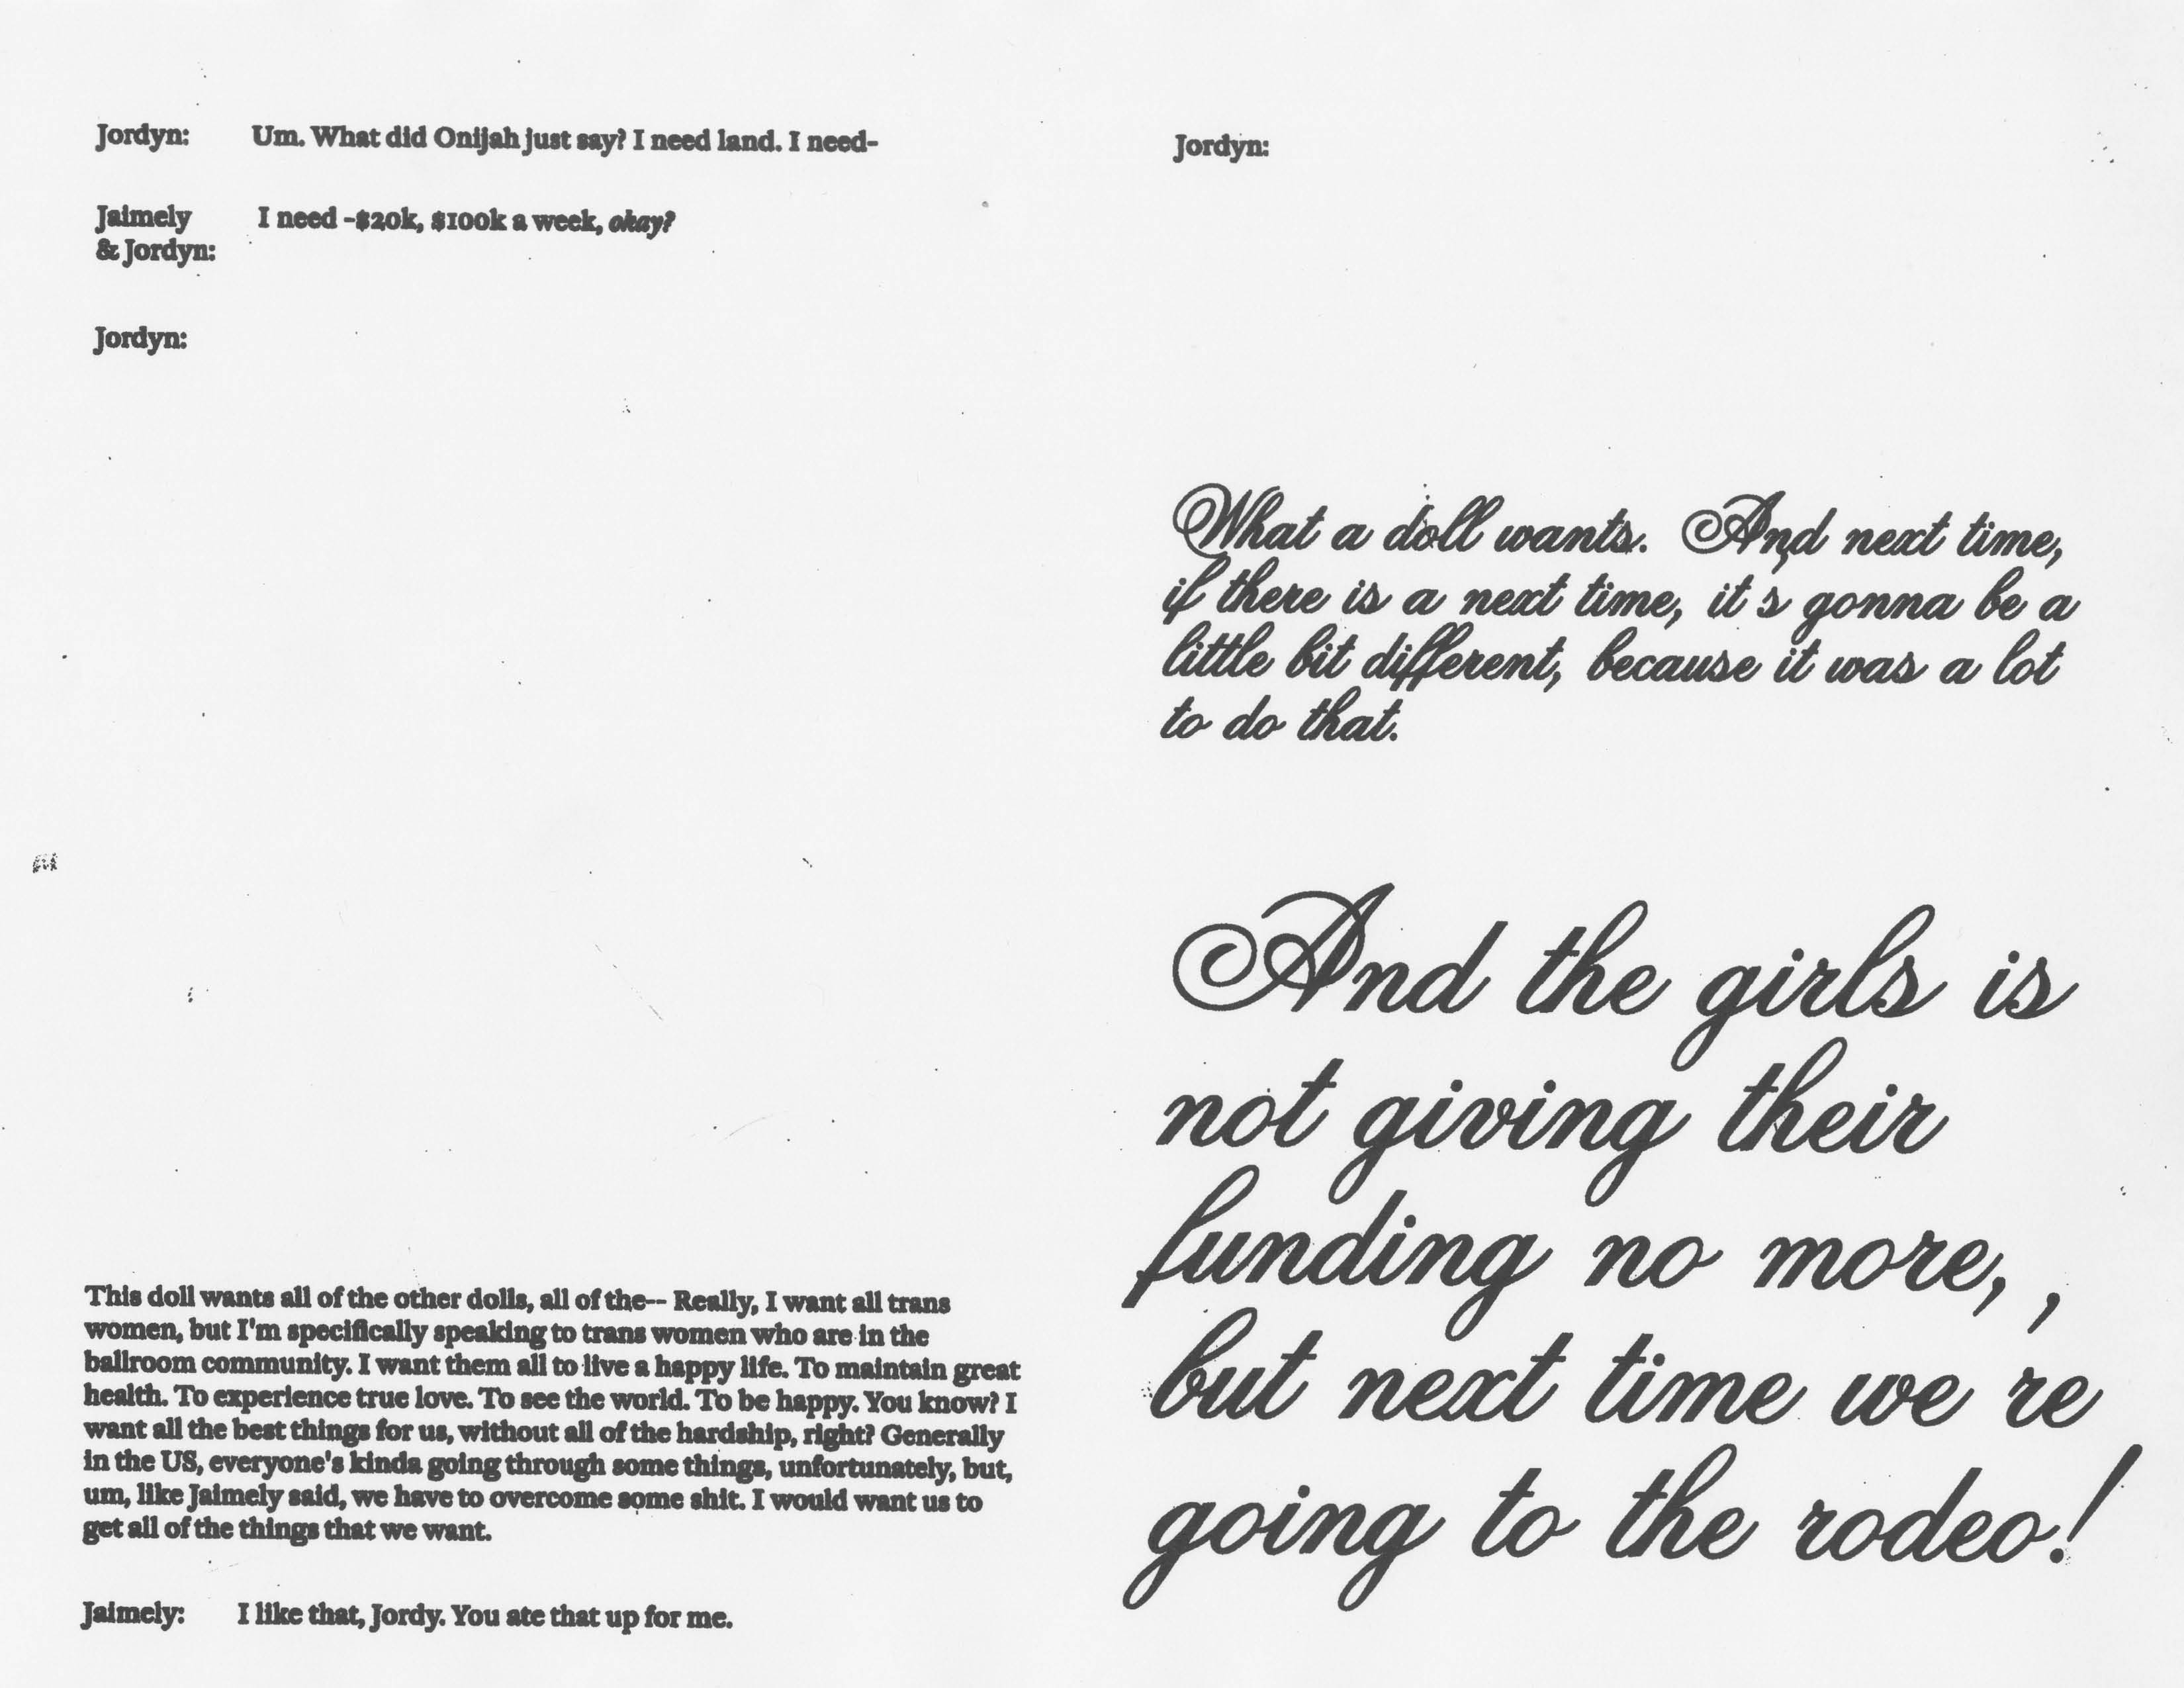 Jordyn: Um. What did Onijah just say? I need land. I need-
Jaimely I need -$20k, $100k a week, okay?
& Jordyn:
Jordyn:
This doll wants all of the other dolls, all of the-- Really, I want all trans
women, but I'm specifically speaking to trans women who are in the
ballroom community. I want them all to live a happy life. To maintain great
health. To experience true love. To see the world. To be happy. You know? I
want all the best things for us, without all of the hardship, right? Generally
in the US, everyone's kinda going through some things, unfortunately, but,
um, like Jaimely said, we have to overcome some shit. I would want us to
get all of the things that we want.
Jaimely: I like that, Jordy. You ate that up for me.
Jordyn:
What a doll wants. And next time,
if there is a next time, it's gonna be a
little bit different, because it was a lot
to do that.
And the girls is
not giving their
funding no more,
but next time we're
going to the rodeo!